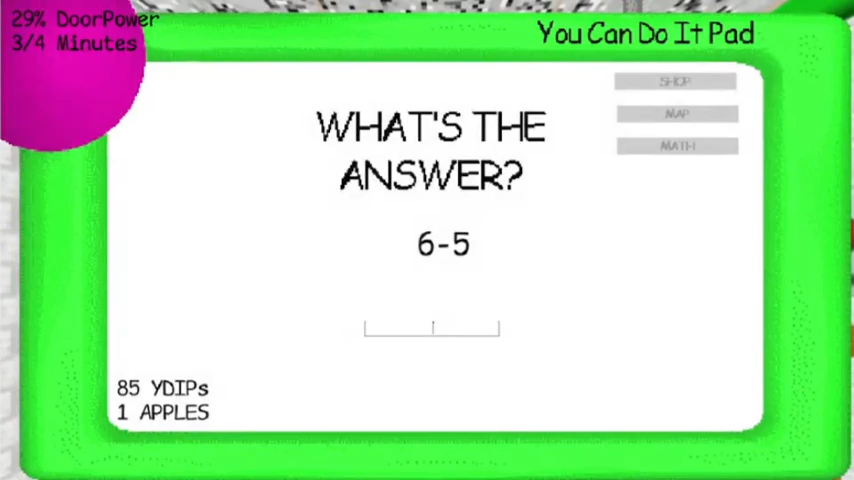 29% DoorPower
3/4 Minutes
You Can Do It Pad
SHOP
MAP
MATH
WHAT'S THE
ANSWER?
6-5
85 YDIPs
1 APPLES